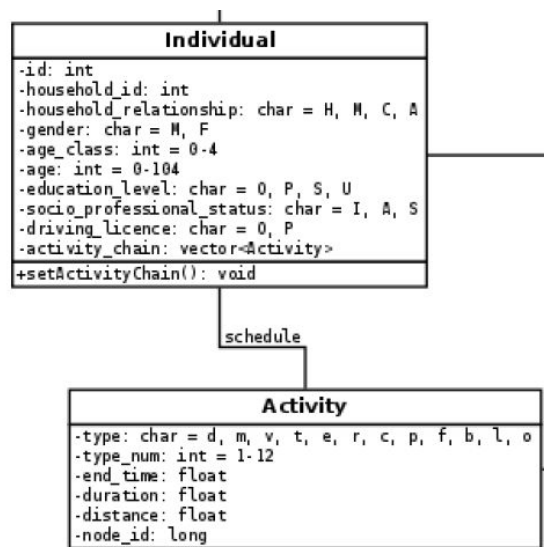 Individual
-id: int
-household_id: int
-household_relationship: char = H, M, C, A
-gender: char = M, F
-age_class: int = 0-4
-age: int = 0-104
-education_level: char = O, P, S, U
-socio_professional_status: char = I, A, S
-driving_licence: char = O, P
-activity_chain: vector<Activity>
+setActivityChain(): void
schedule
Activity
-type: char = d, m, v, t, e, r, c, p, f, b, l, o
-type_num: int = 1-12
-end_time: float
-duration: float
-distance: float
-node_id: long